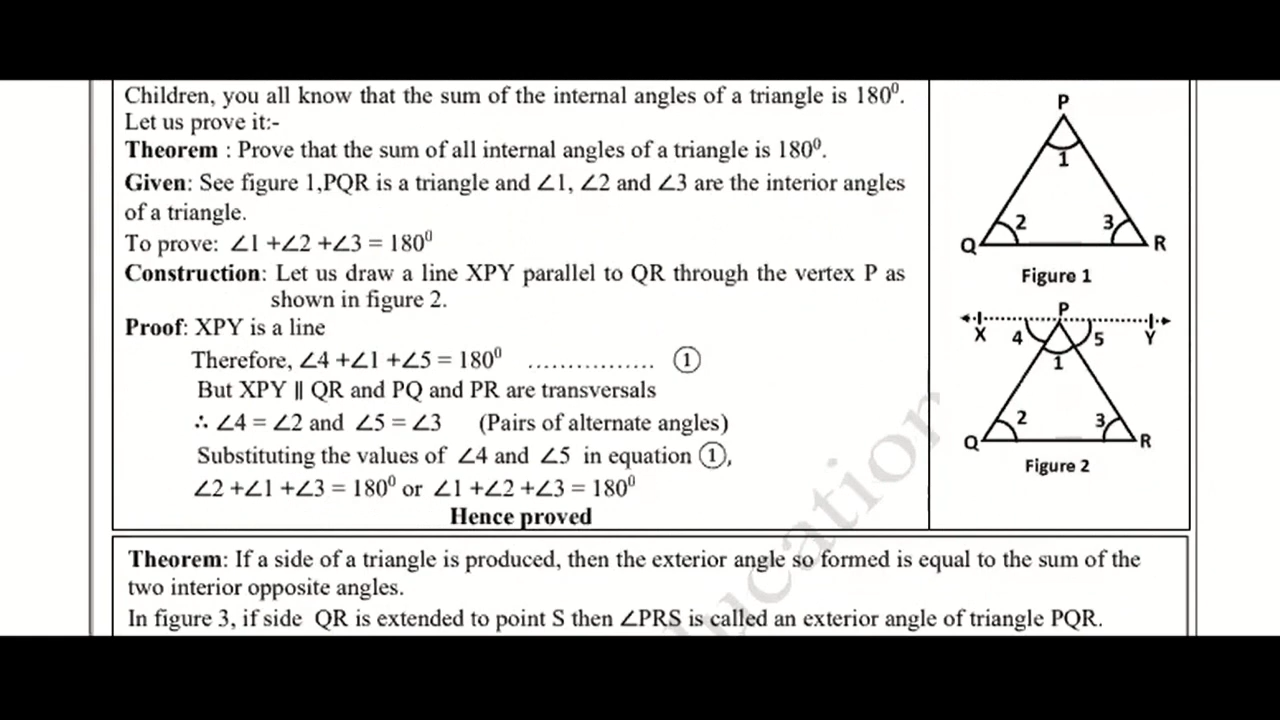 Children, you all know that the sum of the internal angles of a triangle is 180⁰.
Let us prove it:-
Theorem : Prove that the sum of all internal angles of a triangle is 180⁰.
Given: See figure 1,PQR is a triangle and ∠1, ∠2 and ∠3 are the interior angles
of a triangle.
To prove: ∠1 +∠2 +∠3 = 180⁰
Construction: Let us draw a line XPY parallel to QR through the vertex P as
shown in figure 2.
Proof: XPY is a line
Therefore, ∠4 +∠1 +∠5 = 180⁰ ................ ①
But XPY ∥ QR and PQ and PR are transversals
∴ ∠4 = ∠2 and ∠5 = ∠3 (Pairs of alternate angles)
Substituting the values of ∠4 and ∠5 in equation ①,
∠2 +∠1 +∠3 = 180⁰ or ∠1 +∠2 +∠3 = 180⁰
Hence proved
P
1
2 3
Q R
Figure 1
P
X 4 5 Y
1
2 3
Q R
Figure 2
Theorem: If a side of a triangle is produced, then the exterior angle so formed is equal to the sum of the
two interior opposite angles.
In figure 3, if side QR is extended to point S then ∠PRS is called an exterior angle of triangle PQR.